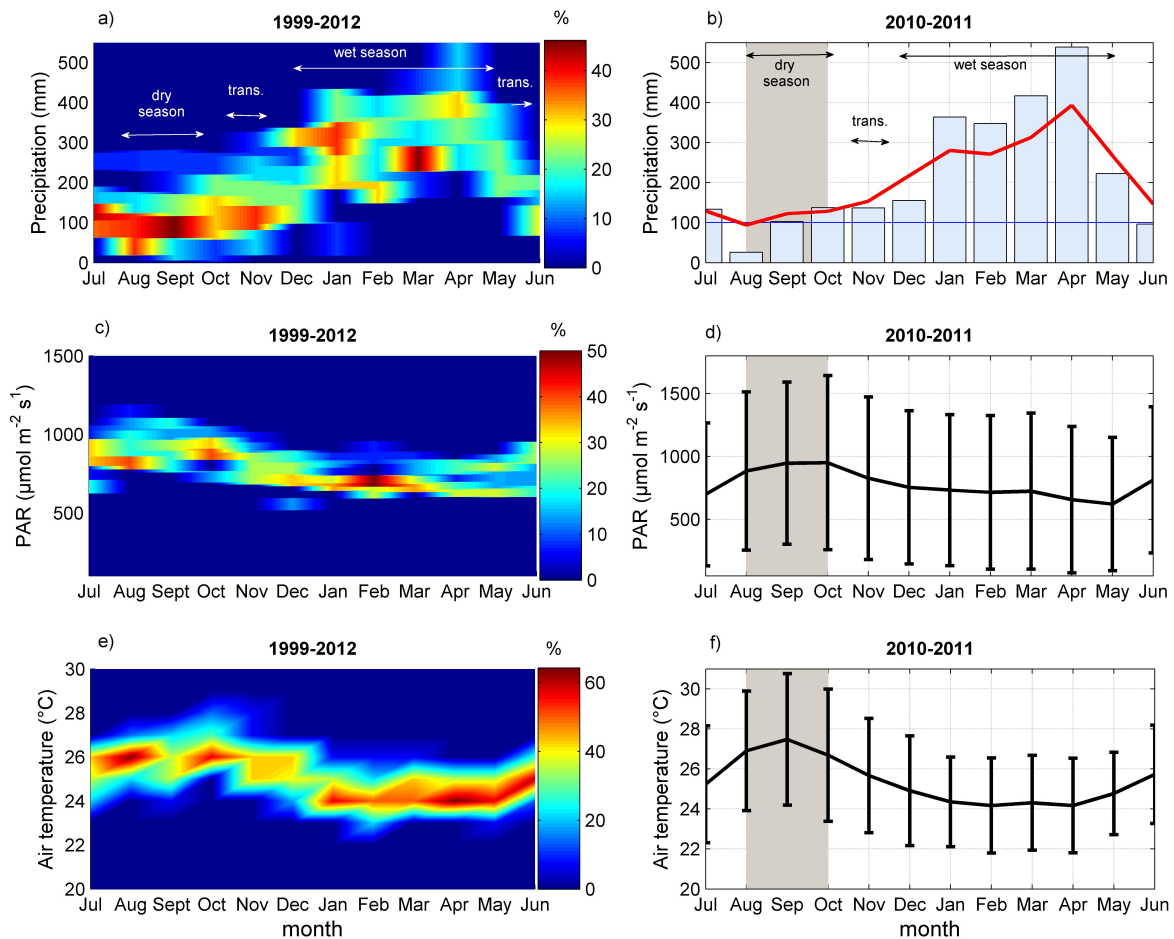 a)
1999-2012
%
Precipitation (mm)
500
400
300
200
100
0
dry
season
trans.
wet season
trans.
40
30
20
10
0
Jul Aug Sept Oct Nov Dec Jan Feb Mar Apr May Jun
b)
2010-2011
Precipitation (mm)
500
400
300
200
100
0
dry
season
trans.
wet season
Jul Aug Sept Oct Nov Dec Jan Feb Mar Apr May Jun
c)
1999-2012
%
PAR (µmol m⁻² s⁻¹)
1500
1000
500
50
40
30
20
10
0
Jul Aug Sept Oct Nov Dec Jan Feb Mar Apr May Jun
d)
2010-2011
PAR (µmol m⁻² s⁻¹)
1500
1000
500
Jul Aug Sept Oct Nov Dec Jan Feb Mar Apr May Jun
e)
1999-2012
%
Air temperature (°C)
30
28
26
24
22
20
60
40
20
0
Jul Aug Sept Oct Nov Dec Jan Feb Mar Apr May Jun
month
f)
2010-2011
Air temperature (°C)
30
28
26
24
22
20
Jul Aug Sept Oct Nov Dec Jan Feb Mar Apr May Jun
month